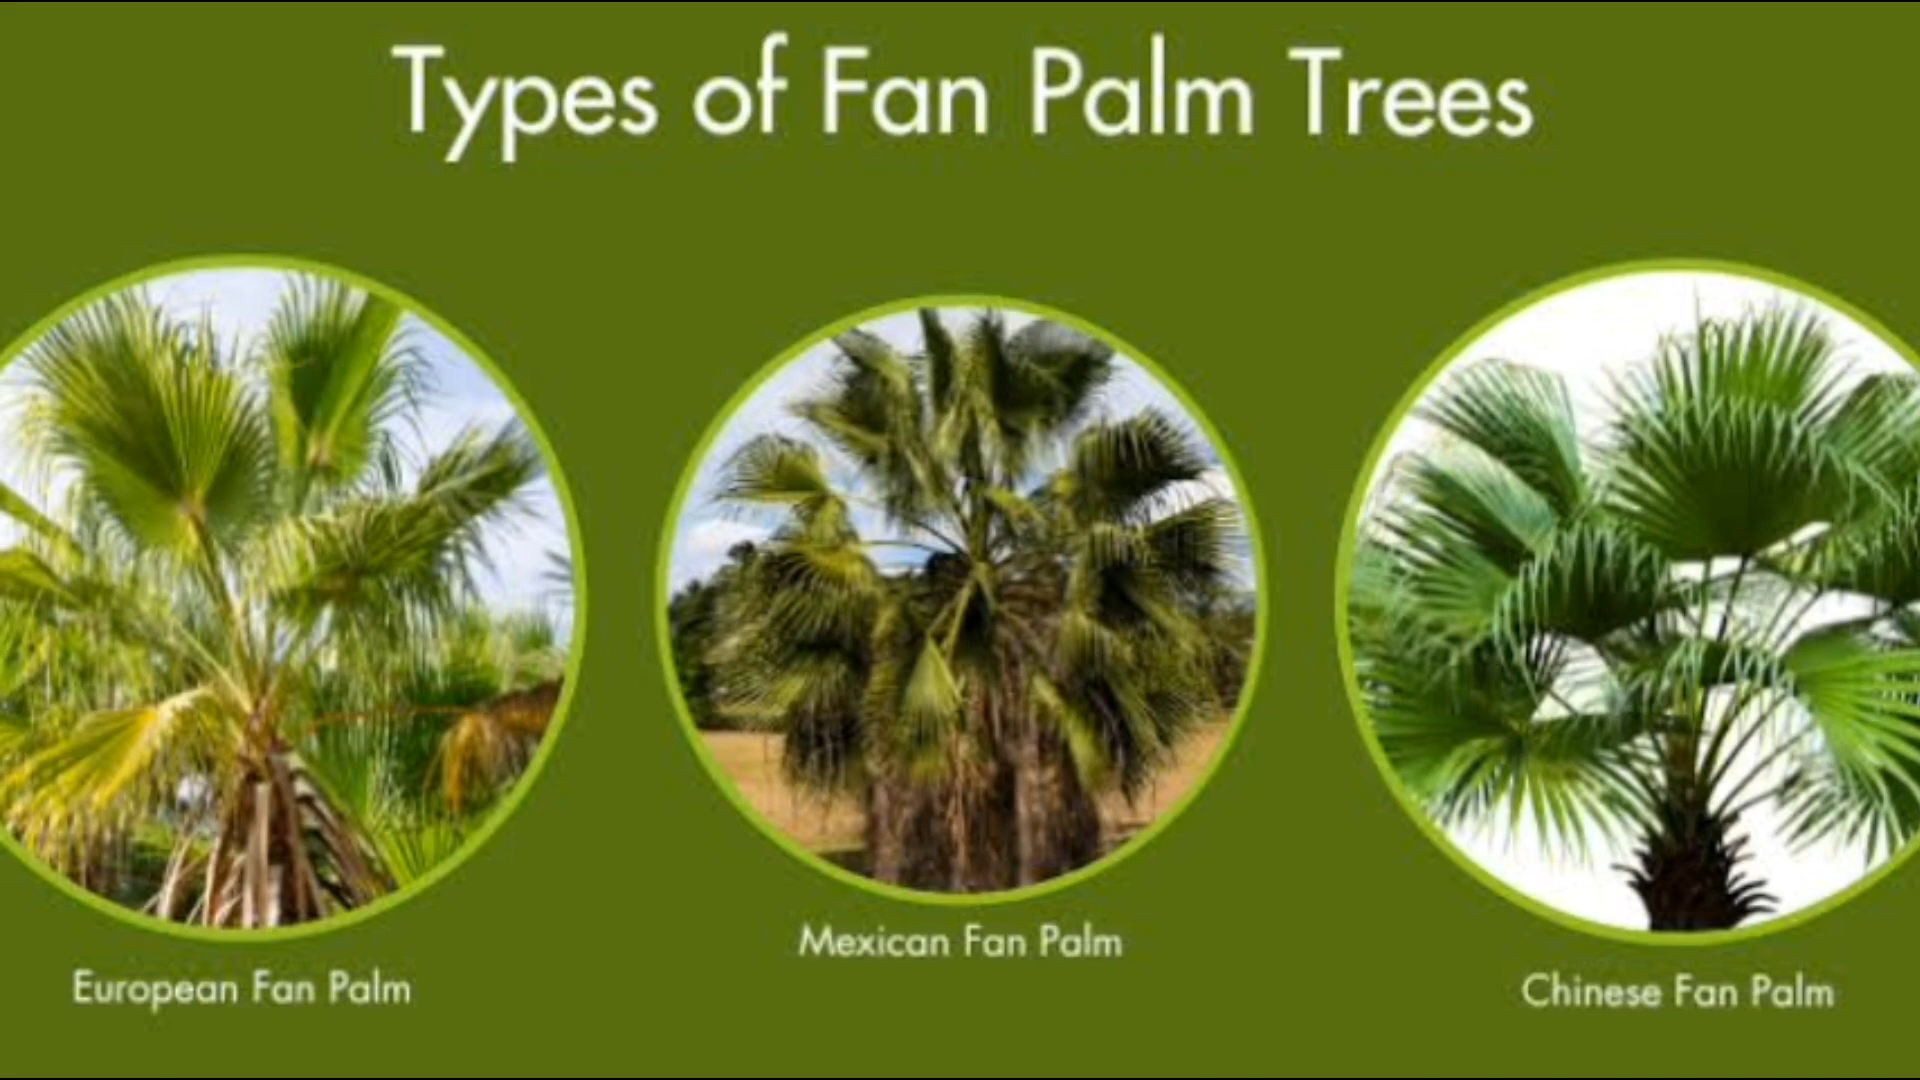 Types of Fan Palm Trees
European Fan Palm
Mexican Fan Palm
Chinese Fan Palm